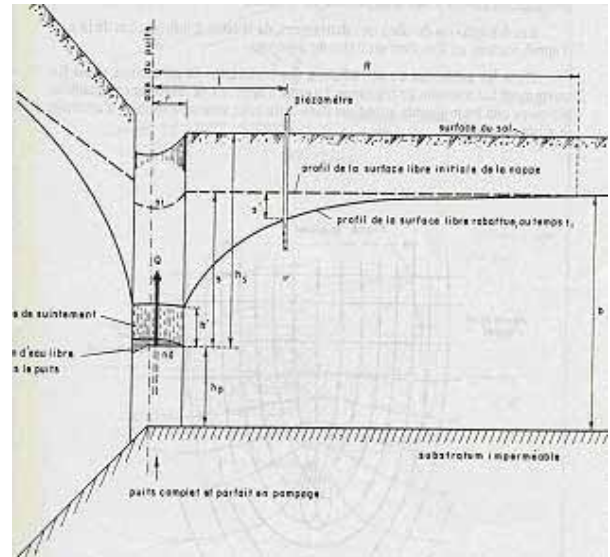 axe du puits
R
l
r
piézomètre
surface du sol
profil de la surface libre initiale de la nappe
s'
profil de la surface libre rabattue, au temps t,
Q
s
hs
h'
D
e de suintement
e d'eau libre
s le puits
nd
hp
substratum imperméable
puits complet et parfait en pompage